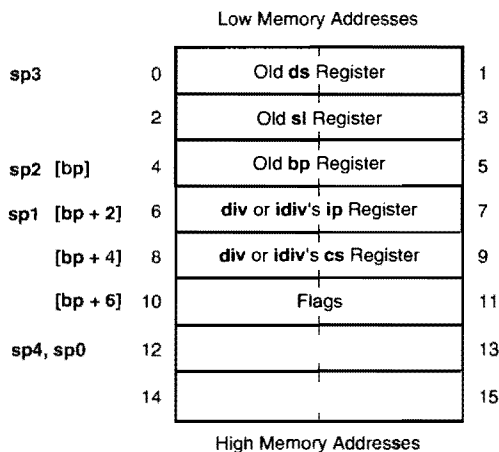 Low Memory Addresses
sp3 0 Old ds Register 1
2 Old si Register 3
sp2 [bp] 4 Old bp Register 5
sp1 [bp + 2] 6 div or idiv's ip Register 7
[bp + 4] 8 div or idiv's cs Register 9
[bp + 6] 10 Flags 11
sp4, sp0 12 13
14 15
High Memory Addresses